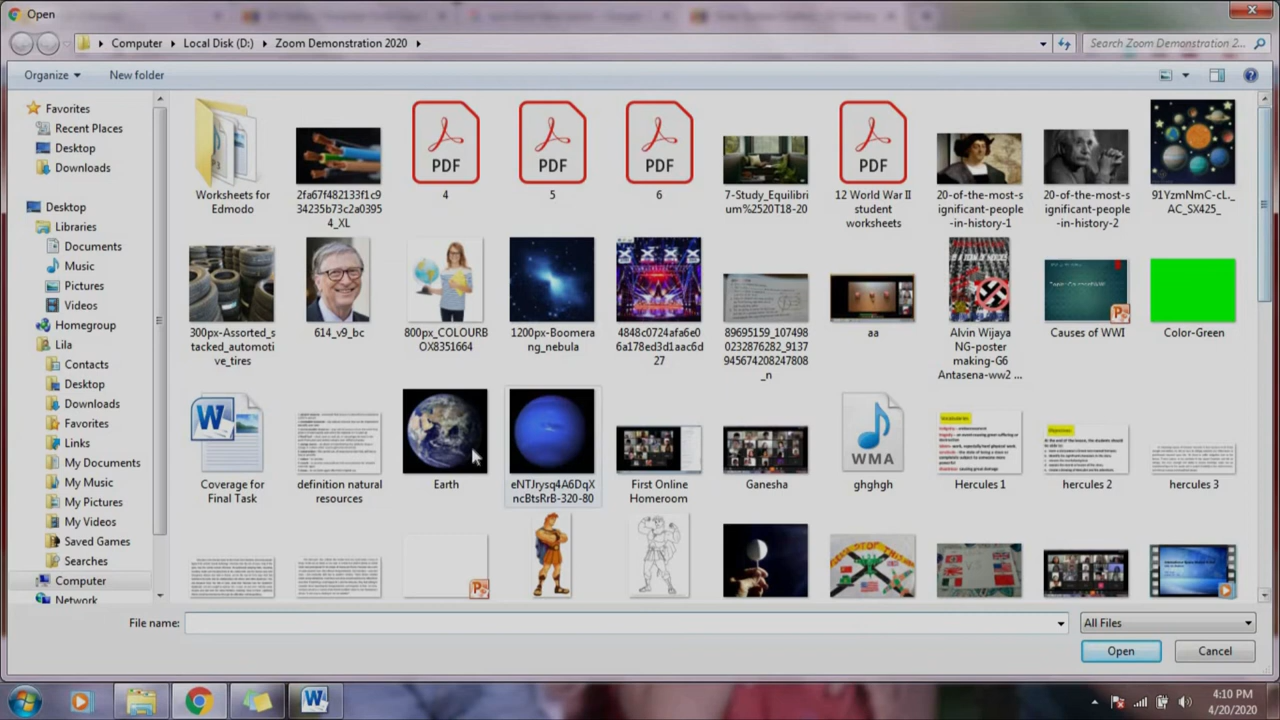 Open
Computer
Local Disk (D:)
Zoom Demonstration 2020
Search Zoom Demonstration 2...
Organize
New folder
Favorites
Recent Places
Desktop
Downloads
Desktop
Libraries
Documents
Music
Pictures
Videos
Homegroup
Lila
Contacts
Desktop
Downloads
Favorites
Links
My Documents
My Music
My Pictures
My Videos
Saved Games
Searches
Computer
Network
Worksheets for
Edmodo
2fa67f482133f1c9
34235b73c2a0395
4_XL
PDF
4
PDF
5
PDF
6
7-Study_Equilibri
um%2520T18-20
PDF
12 World War II
student
worksheets
20-of-the-most-s
ignificant-people
-in-history-1
20-of-the-most-s
ignificant-people
-in-history-2
91YzmNmC-cL._
AC_SX425_
300px-Assorted_s
tacked_automoti
ve_tires
614_v9_bc
800px_COLOURB
OX8351664
1200px-Boomera
ng_nebula
4848c0724afa6e0
6a178ed3d1aac6d
27
89695159_107498
0232876282_9137
945674208247808
_n
aa
Alvin Wijaya
NG-poster
making-G6
Antasena-ww2 ...
Causes of WWI
Color-Green
W
Coverage for
Final Task
definition natural
resources
Earth
eNTJrysq4A6DqX
ncBtsRrB-320-80
First Online
Homeroom
Ganesha
WMA
ghghgh
Hercules 1
hercules 2
hercules 3
File name:
All Files
Open
Cancel
4:10 PM
4/20/2020